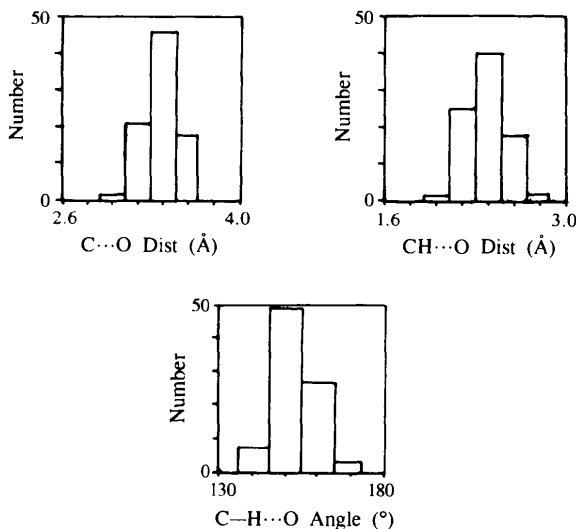 50
Number
0
2.6
4.0
C···O Dist (Å)
50
Number
0
1.6
3.0
CH···O Dist (Å)
50
Number
0
130
180
C—H···O Angle (°)